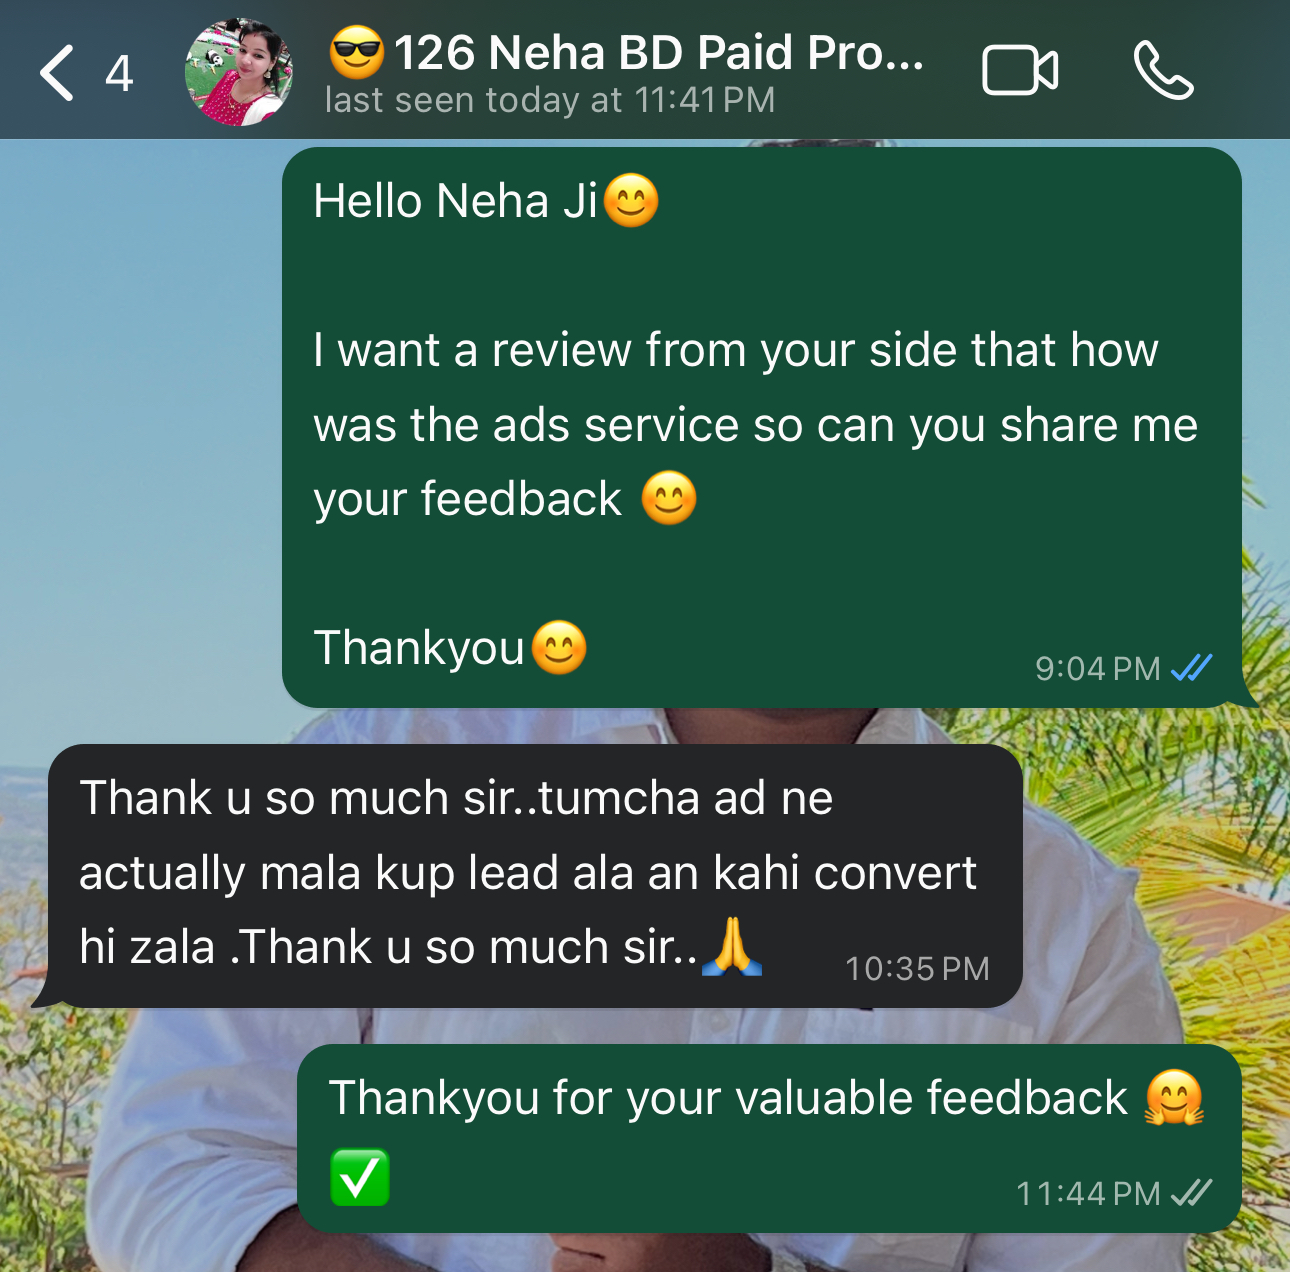 4
😎 126 Neha BD Paid Pro...
last seen today at 11:41 PM
Hello Neha Ji😊
I want a review from your side that how
was the ads service so can you share me
your feedback 😊
Thankyou😊
9:04 PM
Thank u so much sir..tumcha ad ne
actually mala kup lead ala an kahi convert
hi zala .Thank u so much sir..🙏
10:35 PM
Thankyou for your valuable feedback 🤗
✅
11:44 PM